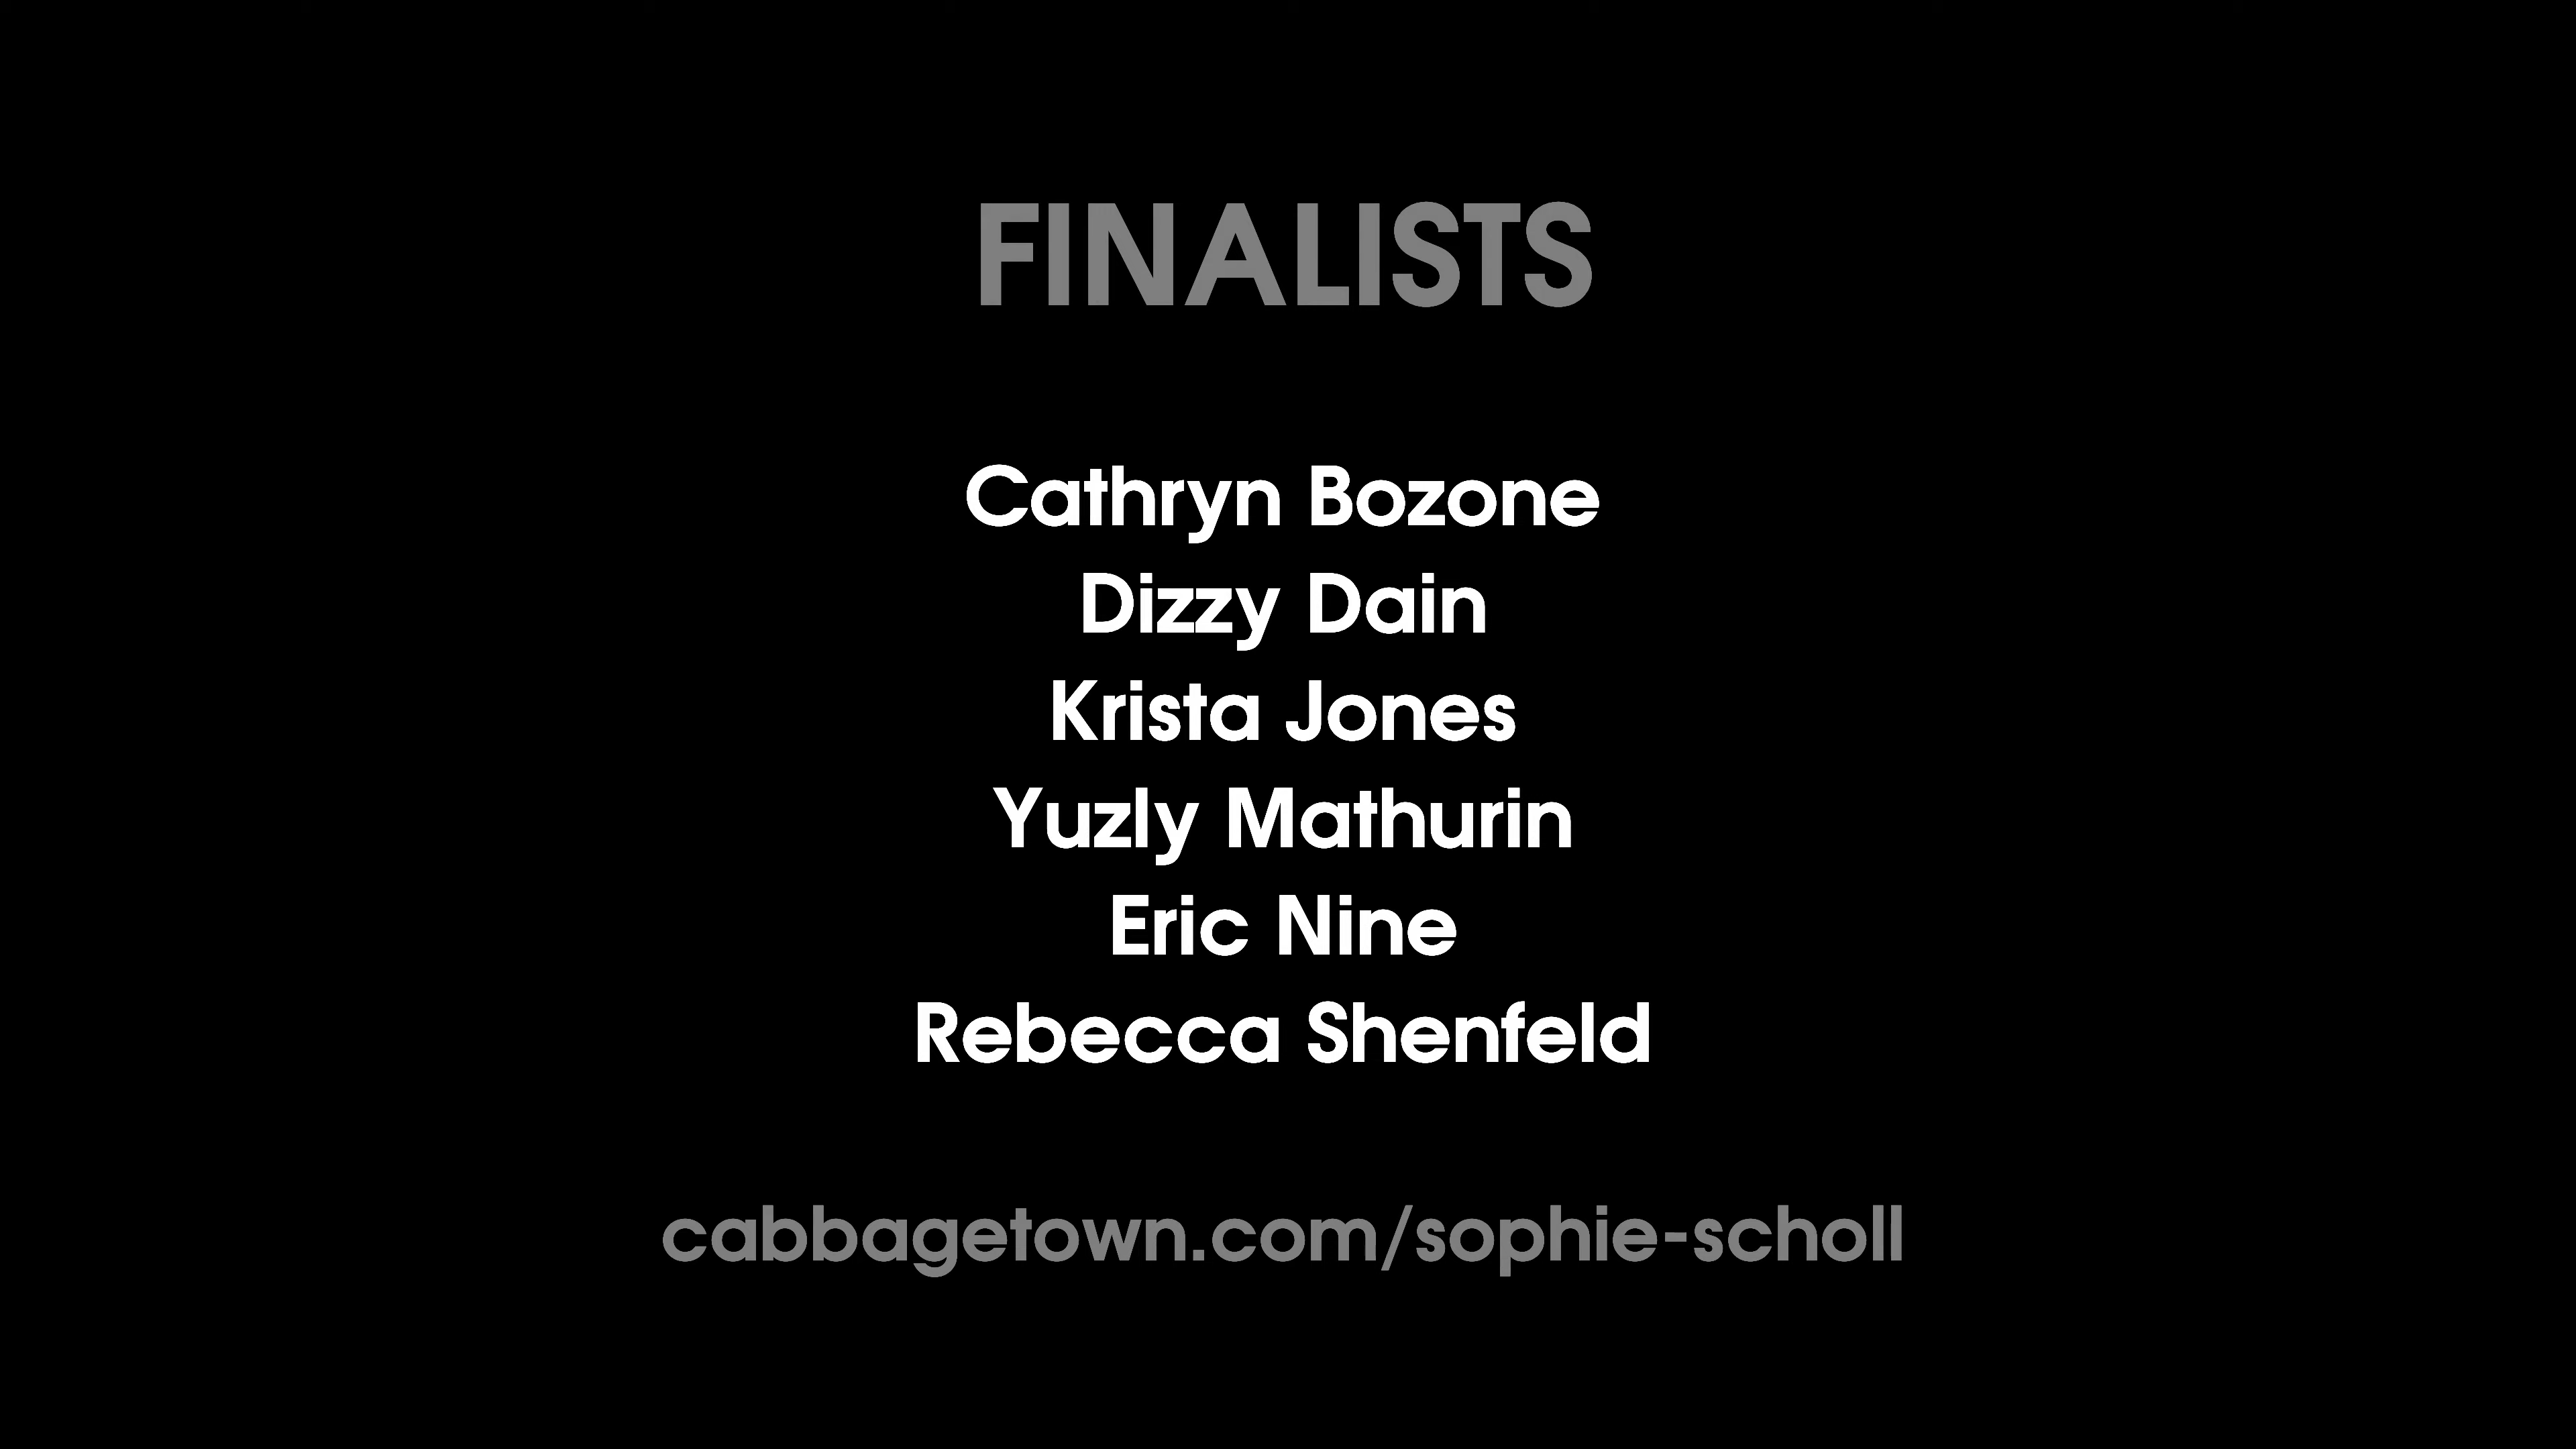 FINALISTS
Cathryn Bozone
Dizzy Dain
Krista Jones
Yuzly Mathurin
Eric Nine
Rebecca Shenfeld
cabbagetown.com/sophie-scholl